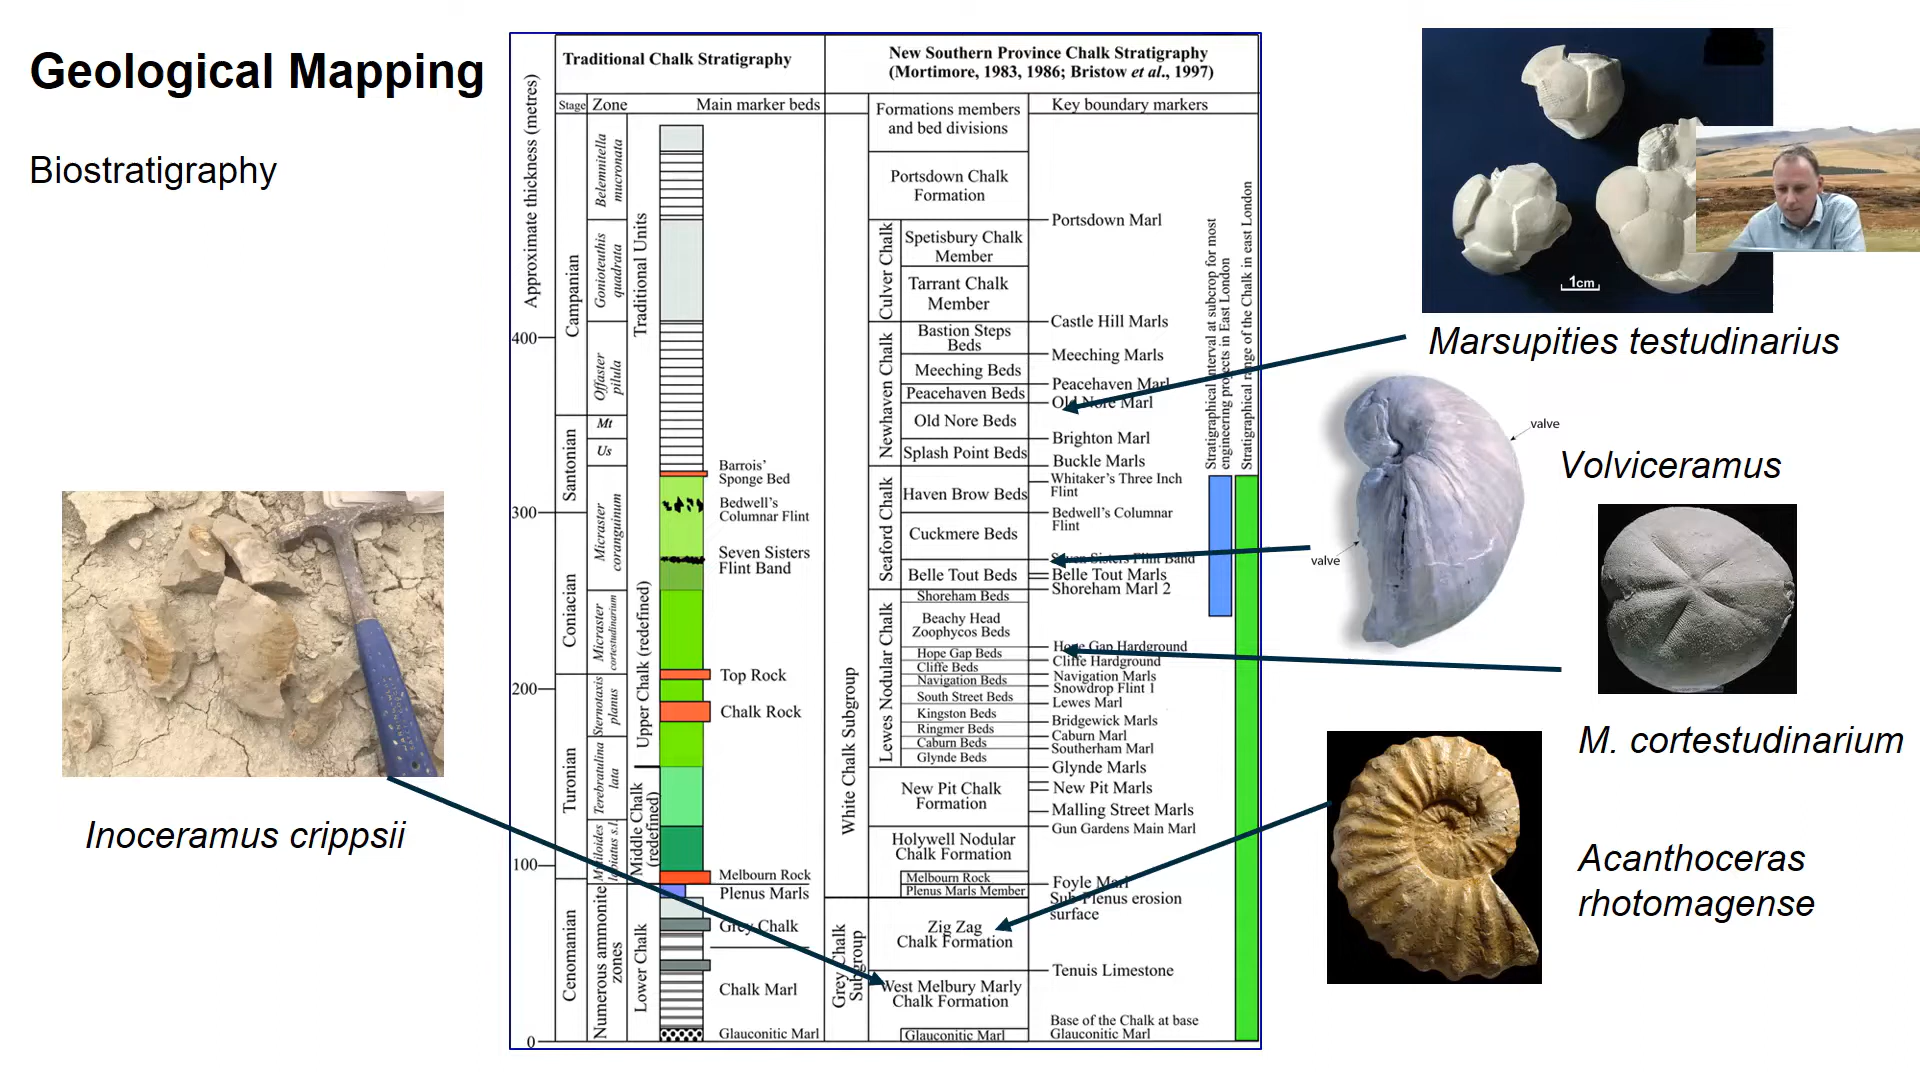 Geological Mapping
Biostratigraphy
Traditional Chalk Stratigraphy
New Southern Province Chalk Stratigraphy
(Mortimore, 1983, 1986; Bristow et al., 1997)
Approximate thickness (metres)
Stage
Zone
Main marker beds
Formations members
and bed divisions
Key boundary markers
400
300
200
100
0
Campanian
Santonian
Coniacian
Turonian
Cenomanian
Belemnitella
mucronata
Gonioteuthis
quadrata
Offaster
pilula
Mt
Us
Micraster
coranguinum
Micraster
cortestudinarium
Sternotaxis
planus
Terebratulina
lata
Numerous ammonite
zones
Traditional Units
Upper Chalk (redefined)
Middle Chalk
(redefined)
Lower Chalk
Barrois'
Sponge Bed
Bedwell's
Columnar Flint
Seven Sisters
Flint Band
Top Rock
Chalk Rock
Melbourn Rock
Plenus Marls
Grey Chalk
Chalk Marl
Glauconitic Marl
White Chalk Subgroup
Grey Chalk
Subgroup
Culver Chalk
Newhaven Chalk
Seaford Chalk
Lewes Nodular Chalk
Portsdown Chalk
Formation
Spetisbury Chalk
Member
Tarrant Chalk
Member
Bastion Steps
Beds
Meeching Beds
Peacehaven Beds
Old Nore Beds
Splash Point Beds
Haven Brow Beds
Cuckmere Beds
Belle Tout Beds
Shoreham Beds
Beachy Head
Zoophycos Beds
Hope Gap Beds
Cliffe Beds
Navigation Beds
South Street Beds
Kingston Beds
Ringmer Beds
Caburn Beds
Glynde Beds
New Pit Chalk
Formation
Holywell Nodular
Chalk Formation
Melbourn Rock
Plenus Marls Member
Zig Zag
Chalk Formation
West Melbury Marly
Chalk Formation
Glauconitic Marl
Portsdown Marl
Castle Hill Marls
Meeching Marls
Peacehaven Marl
Old Nore Marl
Brighton Marl
Buckle Marls
Whitaker's Three Inch
Flint
Bedwell's Columnar
Flint
Seven Sisters Flint Band
Belle Tout Marls
Shoreham Marl 2
Hope Gap Hardground
Cliffe Hardground
Navigation Marls
Snowdrop Flint 1
Lewes Marl
Bridgewick Marls
Caburn Marl
Southerham Marl
Glynde Marls
New Pit Marls
Malling Street Marls
Gun Gardens Main Marl
Foyle Marl
Sub Plenus erosion
surface
Tenuis Limestone
Base of the Chalk at base
Glauconitic Marl
Stratigraphical interval at subcrop for most
engineering projects in East London
Stratigraphical range of the Chalk in east London
1cm
Marsupities testudinarius
valve
valve
Volviceramus
M. cortestudinarium
Acanthoceras
rhotomagense
Inoceramus crippsii